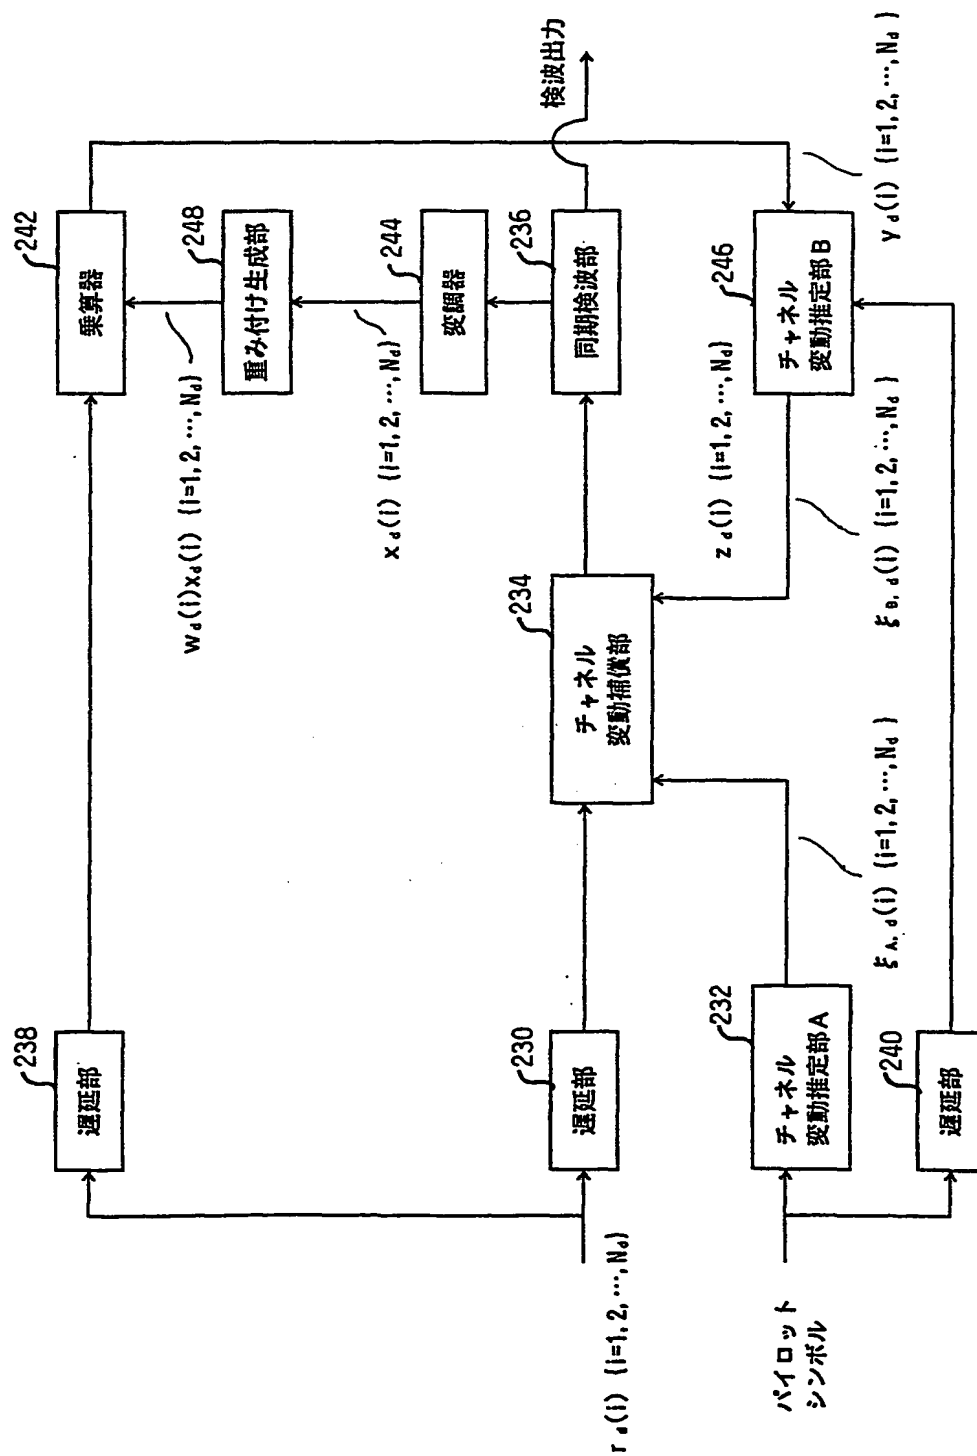 242
乗算器
w_d(i)x_d(i) {i=1, 2, …, N_d}
248
重み付け生成部
x_d(i) {i=1, 2, …, N_d}
244
変調器
236
同期検波部
検波出力
z_d(i) {i=1, 2, …, N_d}
246
チャネル
変動推定部B
y_d(i) {i=1, 2, …, N_d}
ξ_B,d(i) {i=1, 2, …, N_d}
234
チャネル
変動補償部
ξ_A,d(i) {i=1, 2, …, N_d}
238
遅延部
230
遅延部
232
チャネル
変動推定部A
240
遅延部
r_d(i) {i=1, 2, …, N_d}
パイロット
シンボル